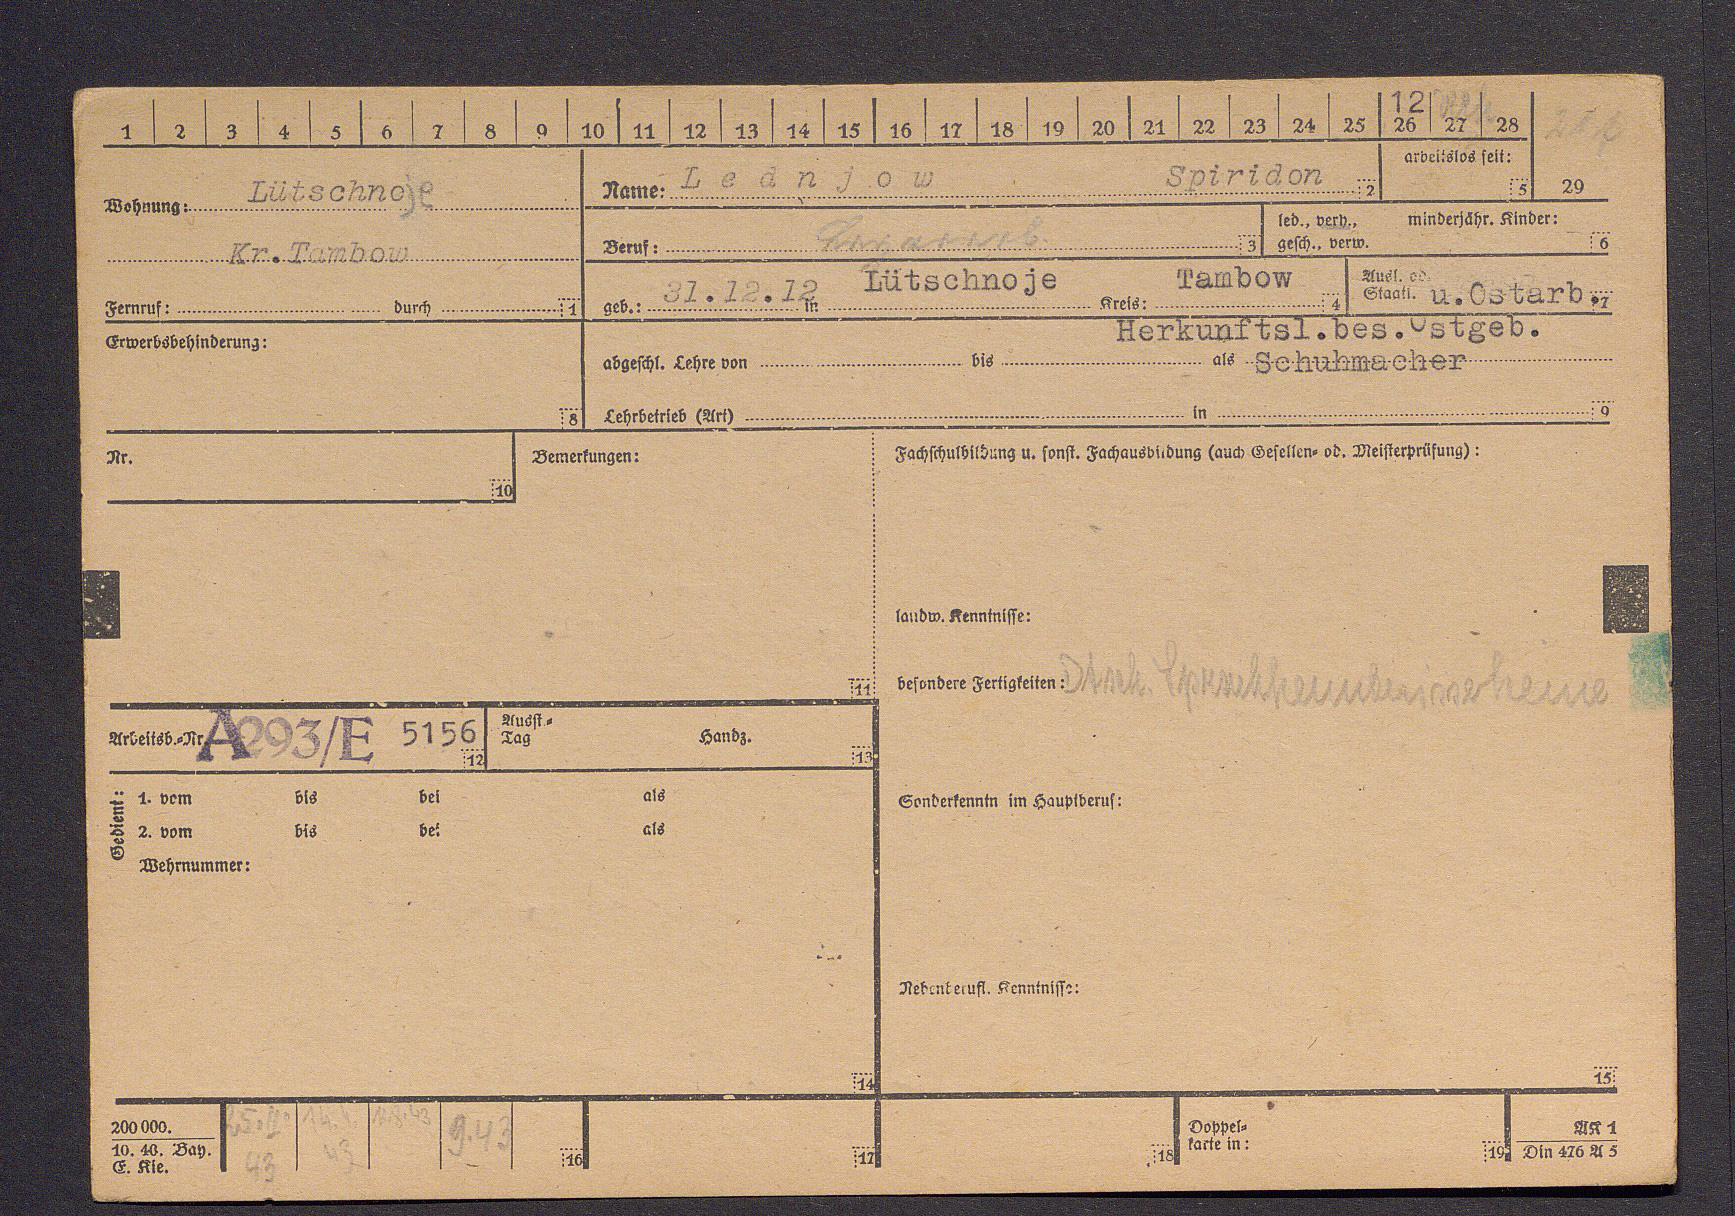 1 2 3 4 5 6 7 8 9 10 11 12 13 14 15 16 17 18 19 20 21 22 23 24 25 26 27 28
12
arbeitslos seit:
5
29
Wohnung: Lütschnoje
Kr. Tambow
Fernruf: durch 1
Name: Lednjow Spiridon 2
Beruf: 3
led., verh., minderjähr. Kinder:
gesch., verw. 6
geb.: 31.12.12 in Lütschnoje Kreis: Tambow 4
Ausl. od.
Staatl. u.Ostarb. 7
Herkunftsl.bes.Ostgeb.
Erwerbsbehinderung:
8
abgeschl. Lehre von bis als Schuhmacher
Lehrbetrieb (Art) in 9
Nr.
10
Bemerkungen:
11
Fachschulbildung u. sonst. Fachausbildung (auch Gesellen- od. Meisterprüfung):
landw. Kenntnisse:
besondere Fertigkeiten: Dtsch. Sprachkenntnisse keine
Arbeitsb.-Nr. A293/E 5156 12
Ausst.-
Tag Handz. 13
Gedient:
1. vom bis bei als
2. vom bis bei als
Wehrnummer:
14
Sonderkenntn im Hauptberuf:
Nebenberufl. Kenntnisse:
15
200 000.
10. 40. Bay.
E. Kie.
9.43
16
17
18
Doppel-
karte in:
19
AK 1
Din 476 A 5